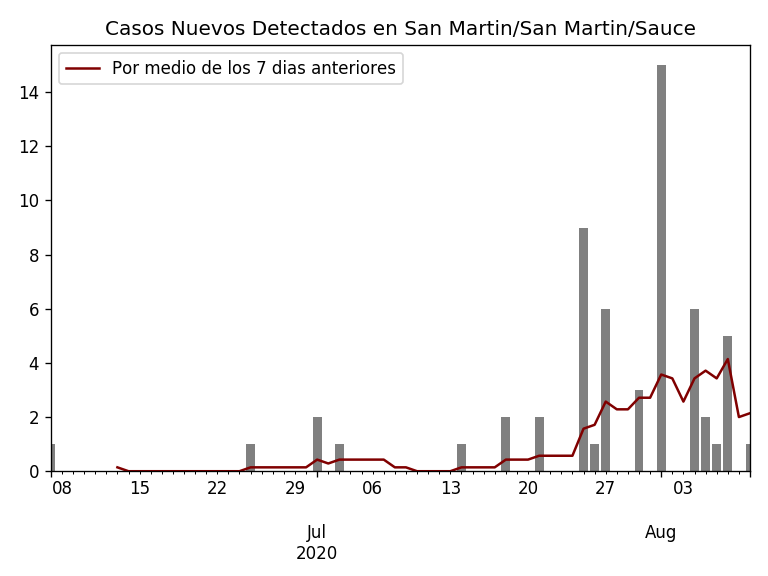 Casos Nuevos Detectados en San Martin/San Martin/Sauce
Por medio de los 7 dias anteriores
14
12
10
8
6
4
2
0
08 15 22 29 06 13 20 27 03
Jul Aug
2020